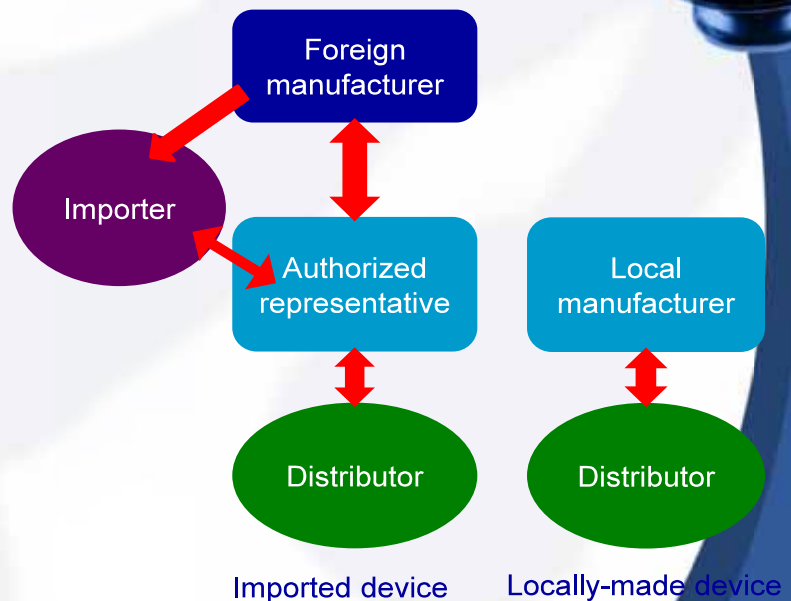 Foreign
manufacturer
Importer
Authorized
representative
Local
manufacturer
Distributor
Distributor
Imported device
Locally-made device